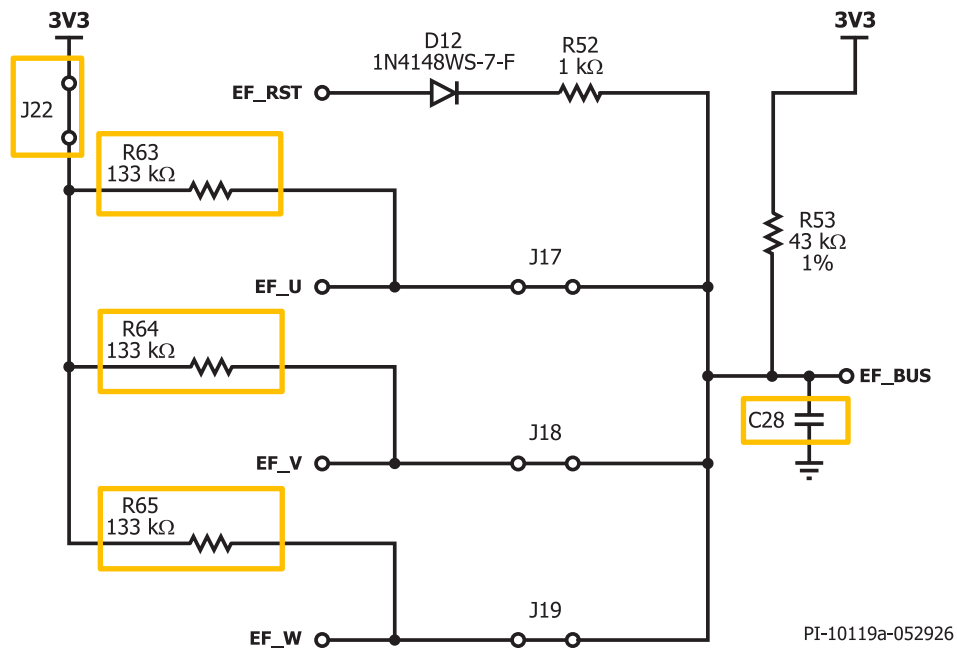 3V3
3V3
D12
1N4148WS-7-F
R52
1 kΩ
EF_RST
J22
R63
133 kΩ
R53
43 kΩ
1%
J17
EF_U
R64
133 kΩ
EF_BUS
C28
J18
EF_V
R65
133 kΩ
J19
EF_W
PI-10119a-052926